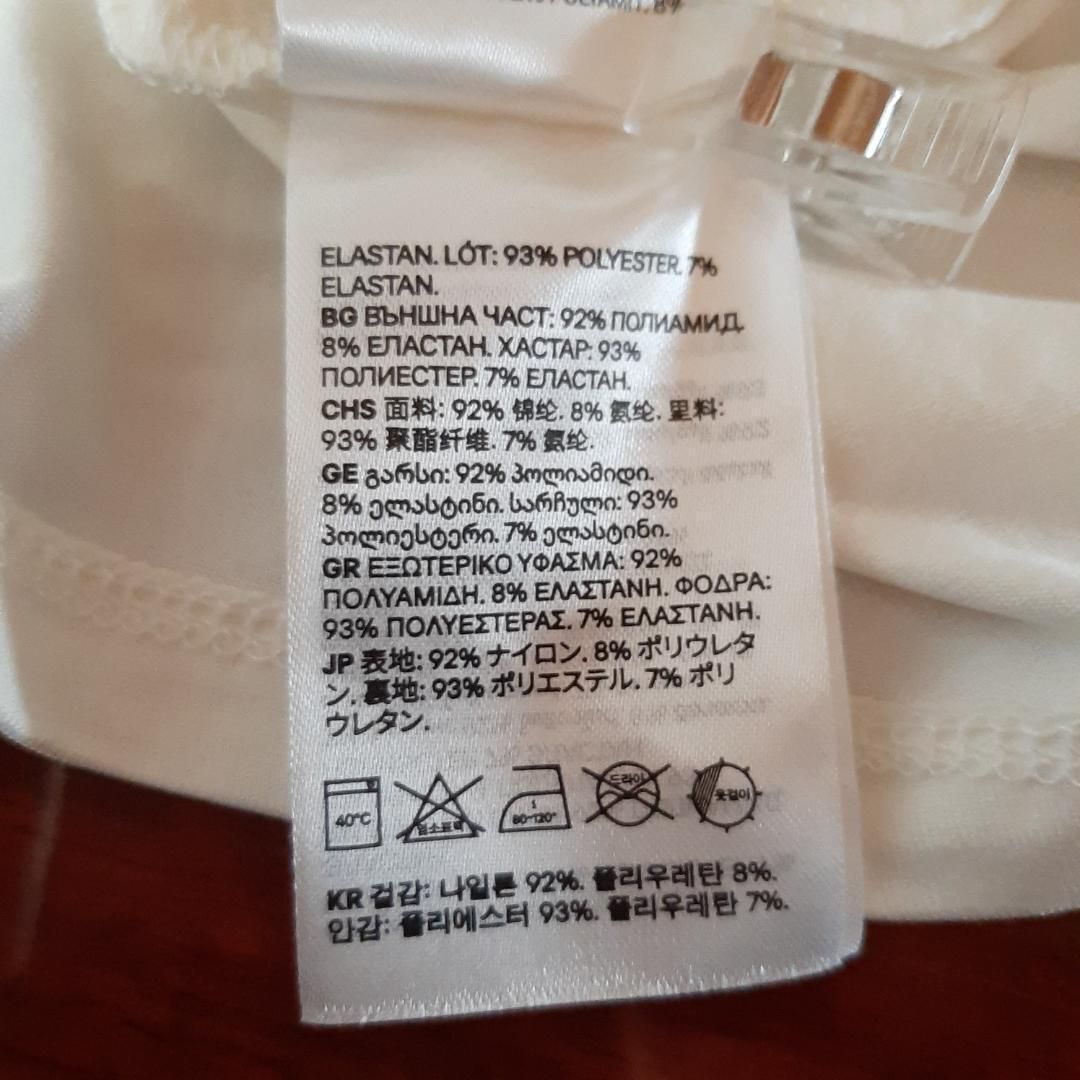 ELASTAN. LÓT: 93% POLYESTER. 7%
ELASTAN.
BG ВЪНШНА ЧАСТ: 92% ПОЛИАМИД.
8% ЕЛАСТАН. ХАСТАР: 93%
ПОЛИЕСТЕР. 7% ЕЛАСТАН.
CHS 面料: 92% 锦纶. 8% 氨纶. 里料:
93% 聚酯纤维. 7% 氨纶.
GE გარსი: 92% პოლიამიდი.
8% ელასტინი. სარჩული: 93%
პოლიესტერი. 7% ელასტინი.
GR ΕΞΩΤΕΡΙΚΟ ΥΦΑΣΜΑ: 92%
ΠΟΛΥΑΜΙΔΗ. 8% ΕΛΑΣΤΑΝΗ. ΦΟΔΡΑ:
93% ΠΟΛΥΕΣΤΕΡΑΣ. 7% ΕΛΑΣΤΑΝΗ.
JP 表地: 92% ナイロン. 8% ポリウレタ
ン. 裏地: 93% ポリエステル. 7% ポリ
ウレタン.
40°C 염소표백 1 80-120° 드라이 옷걸이
KR 겉감: 나일론 92%. 폴리우레탄 8%.
안감: 폴리에스터 93%. 폴리우레탄 7%.